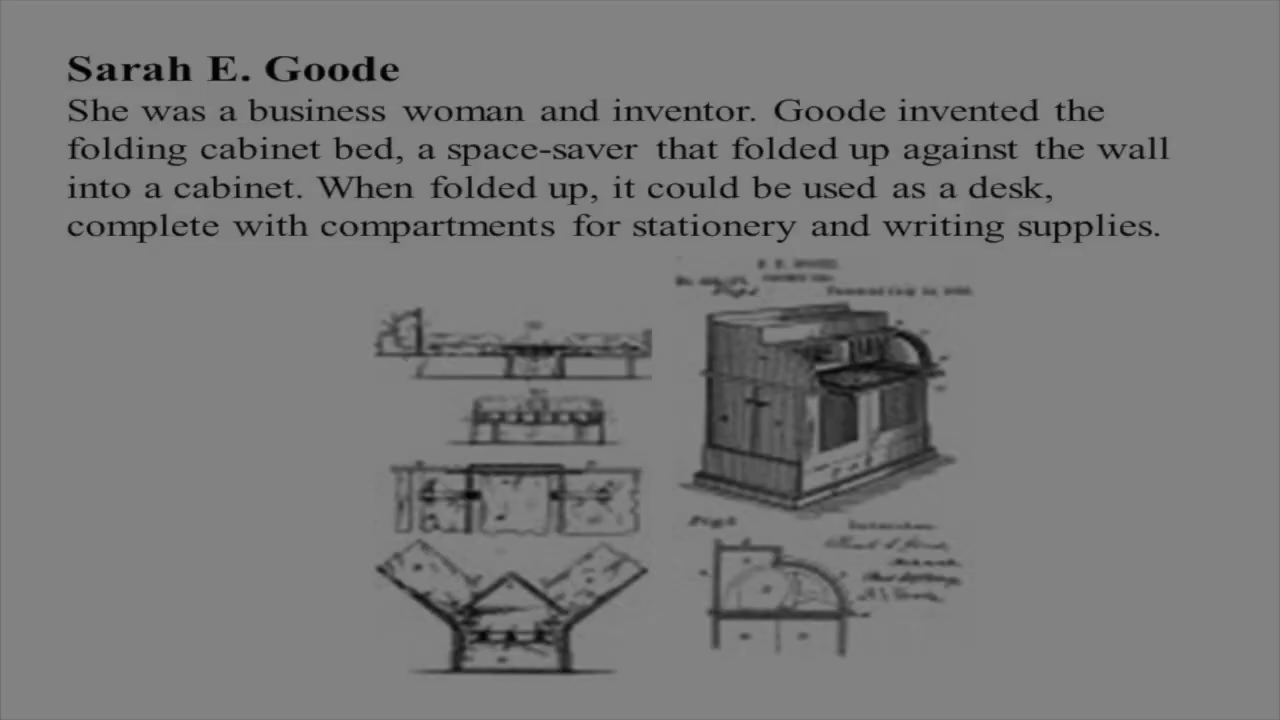 Sarah E. Goode
She was a business woman and inventor. Goode invented the
folding cabinet bed, a space-saver that folded up against the wall
into a cabinet. When folded up, it could be used as a desk,
complete with compartments for stationery and writing supplies.